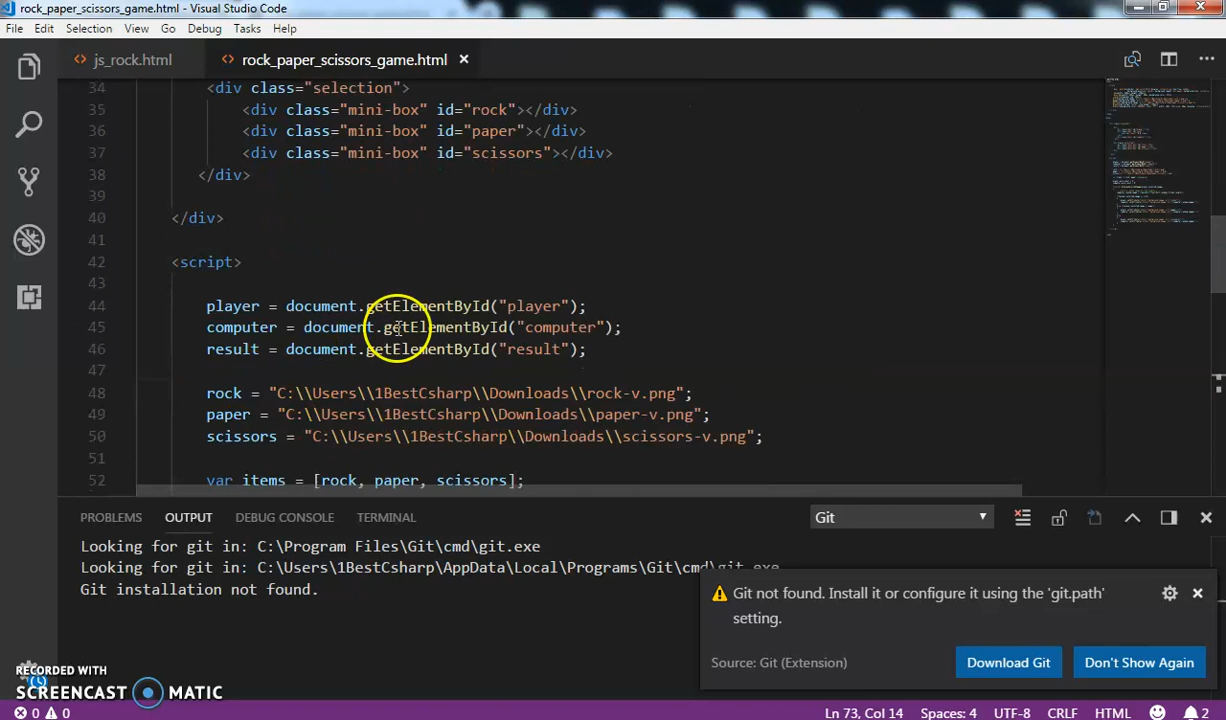 rock_paper_scissors_game.html - Visual Studio Code
File Edit Selection View Go Debug Tasks Help
js_rock.html rock_paper_scissors_game.html
34 <div class="selection">
35 <div class="mini-box" id="rock"></div>
36 <div class="mini-box" id="paper"></div>
37 <div class="mini-box" id="scissors"></div>
38 </div>
39
40 </div>
41
42 <script>
43
44 player = document.getElementById("player");
45 computer = document.getElementById("computer");
46 result = document.getElementById("result");
47
48 rock = "C:\\Users\\1BestCsharp\\Downloads\\rock-v.png";
49 paper = "C:\\Users\\1BestCsharp\\Downloads\\paper-v.png";
50 scissors = "C:\\Users\\1BestCsharp\\Downloads\\scissors-v.png";
51
52 var items = [rock, paper, scissors];
PROBLEMS OUTPUT DEBUG CONSOLE TERMINAL Git
Looking for git in: C:\Program Files\Git\cmd\git.exe
Looking for git in: C:\Users\1BestCsharp\AppData\Local\Programs\Git\cmd\git.exe
Git installation not found.
Git not found. Install it or configure it using the 'git.path'
setting.
Source: Git (Extension) Download Git Don't Show Again
RECORDED WITH
SCREENCAST MATIC
0 0 Ln 73, Col 14 Spaces: 4 UTF-8 CRLF HTML 2